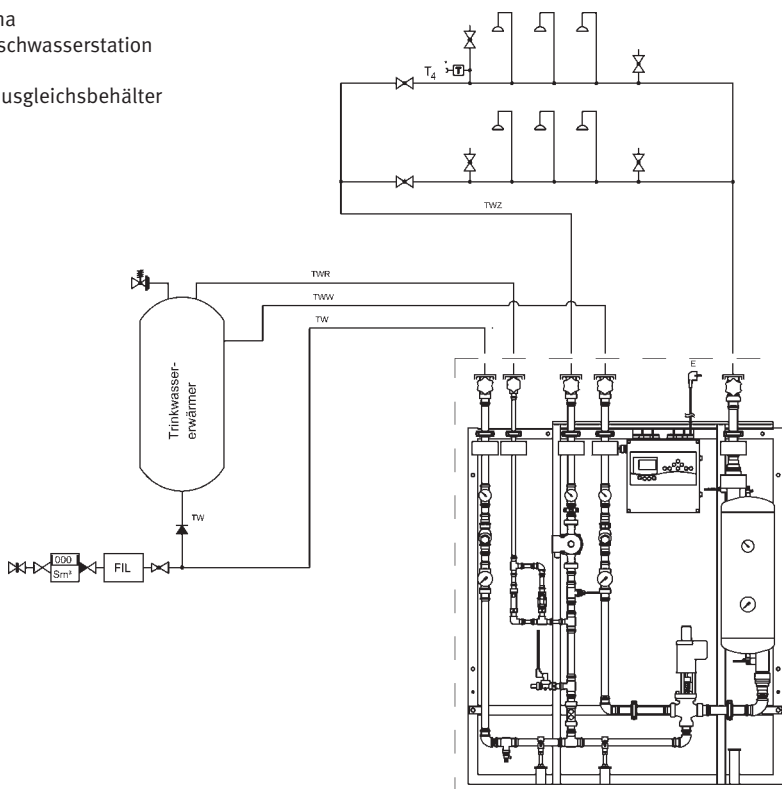 na
schwasserstation
usgleichsbehälter
T4
T
TWZ
TWR
TWW
TW
E
Trinkwasser-
erwärmer
TW
000
Sm³
FIL